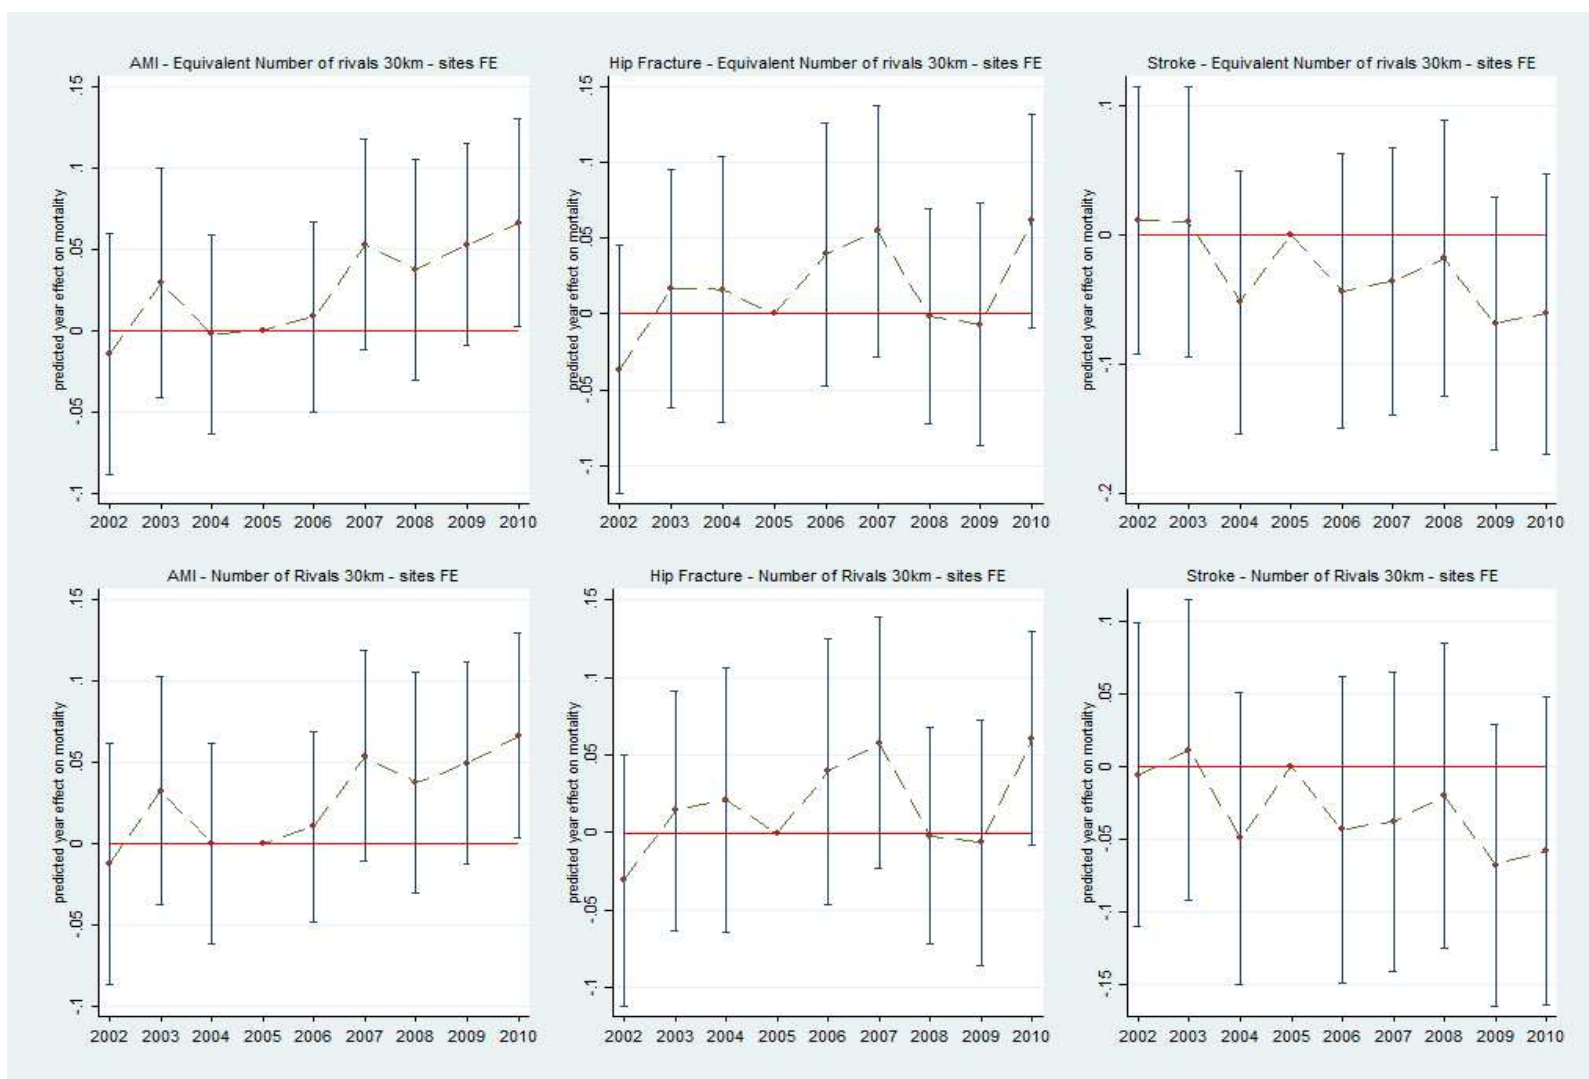 AMI - Equivalent Number of rivals 30km - sites FE
predicted year effect on mortality
.15
.1
.05
0
-.05
-.1
2002 2003 2004 2005 2006 2007 2008 2009 2010
Hip Fracture - Equivalent Number of rivals 30km - sites FE
predicted year effect on mortality
.15
.1
.05
0
-.05
-.1
2002 2003 2004 2005 2006 2007 2008 2009 2010
Stroke - Equivalent Number of rivals 30km - sites FE
predicted year effect on mortality
.1
0
-.1
-.2
2002 2003 2004 2005 2006 2007 2008 2009 2010
AMI - Number of Rivals 30km - sites FE
predicted year effect on mortality
.15
.1
.05
0
-.05
-.1
2002 2003 2004 2005 2006 2007 2008 2009 2010
Hip Fracture - Number of Rivals 30km - sites FE
predicted year effect on mortality
.15
.1
.05
0
-.05
-.1
2002 2003 2004 2005 2006 2007 2008 2009 2010
Stroke - Number of Rivals 30km - sites FE
predicted year effect on mortality
.1
.05
0
-.05
-.1
-.15
2002 2003 2004 2005 2006 2007 2008 2009 2010